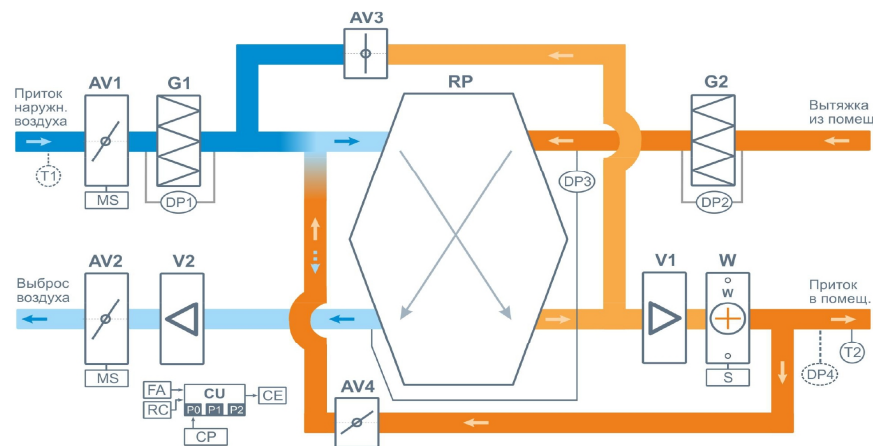 AV3
AV1
G1
RP
G2
Приток
наружн.
воздуха
Вытяжка
из помещ
T1
MS
DP1
DP3
DP2
AV2
V2
V1
W
Выброс
воздуха
W
Приток
в помещ.
MS
S
DP4
T2
FA
RC
CU
P0 P1 P2
CE
CP
AV4